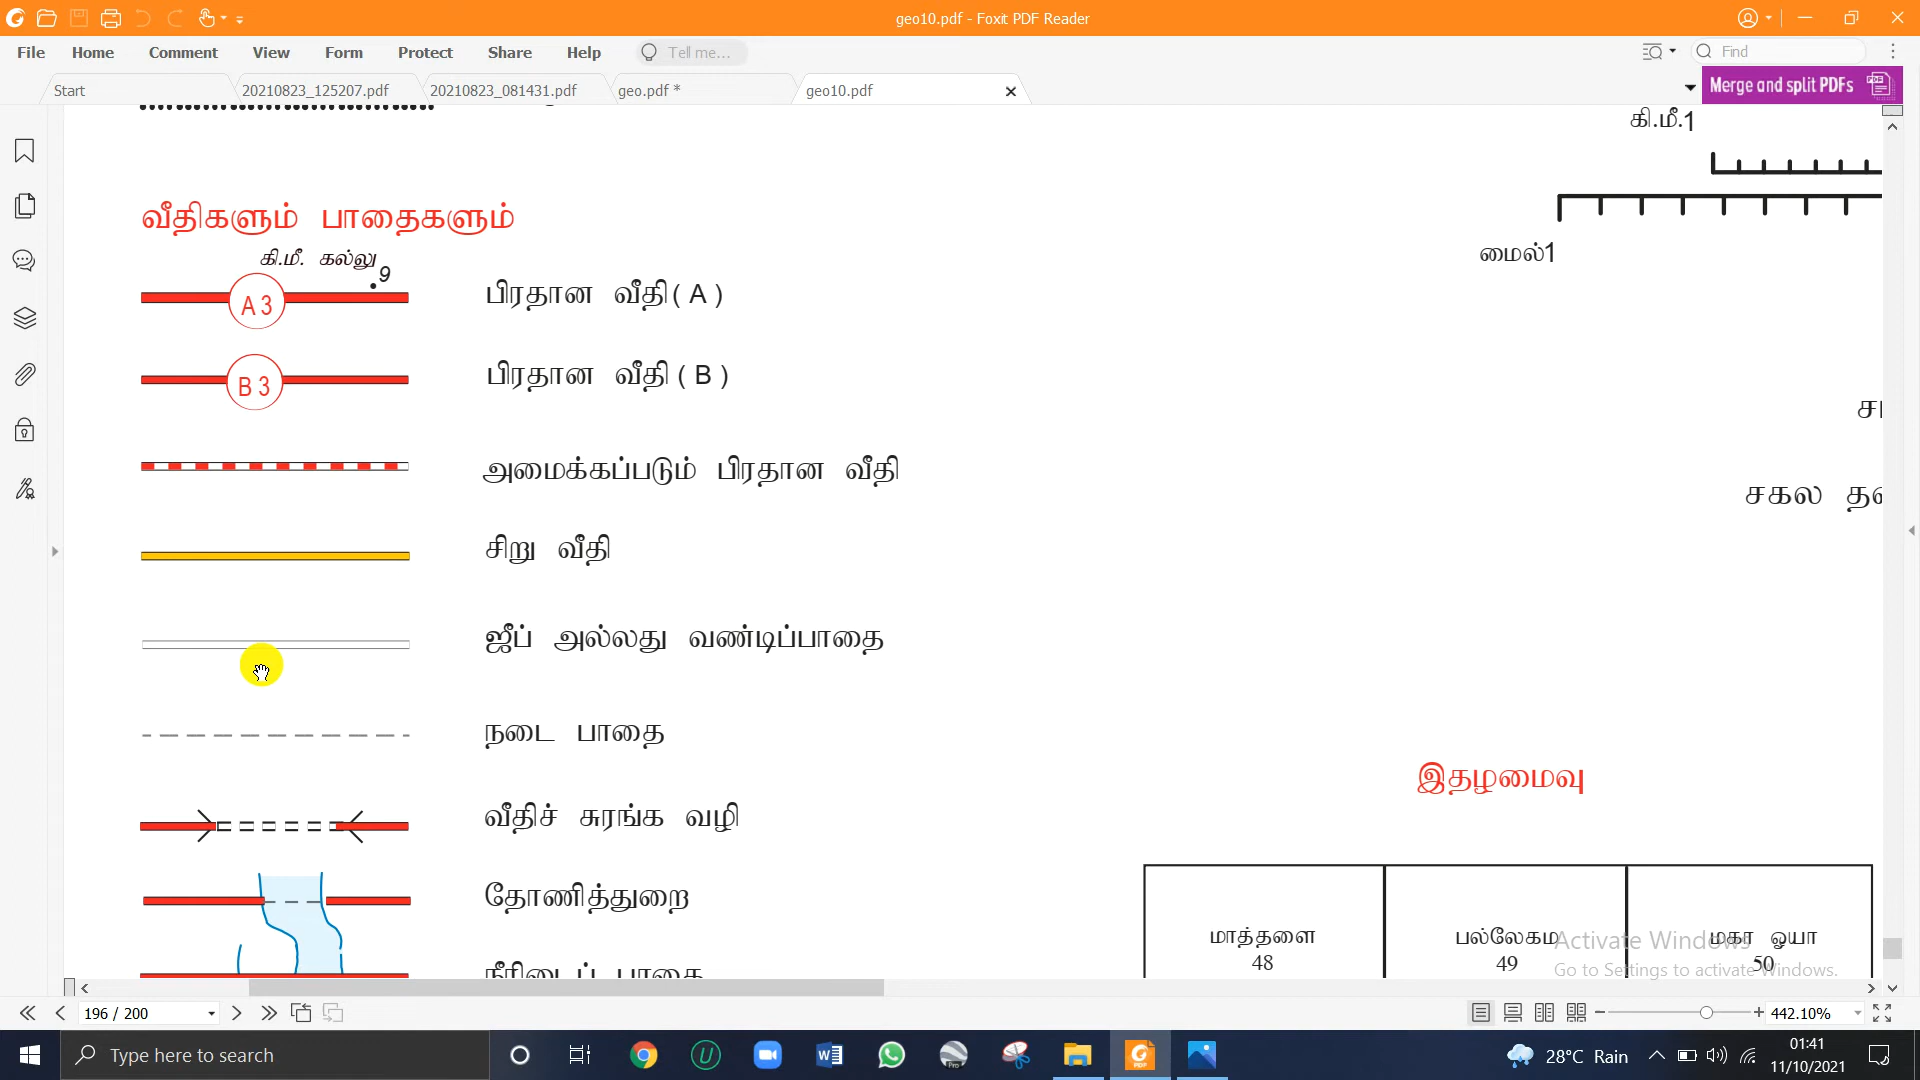 geo10.pdf - Foxit PDF Reader
File Home Comment View Form Protect Share Help Tell me... Find
Start 20210823_125207.pdf 20210823_081431.pdf geo.pdf * geo10.pdf Merge and split PDFs
கி.மீ.1
மைல்1
வீதிகளும் பாதைகளும்
கி.மீ. கல்லு
9
A 3 பிரதான வீதி ( A )
B 3 பிரதான வீதி ( B )
அமைக்கப்படும் பிரதான வீதி
சிறு வீதி
ஜீப் அல்லது வண்டிப்பாதை
நடை பாதை
வீதிச் சுரங்க வழி
தோணித்துறை
சகல
இதழமைவு
மாத்தளை
48
பல்லேகம
49
மகா ஓயா
50
Activate Windows
Go to Settings to activate Windows.
196 / 200 442.10%
Type here to search
28°C Rain
01:41
11/10/2021